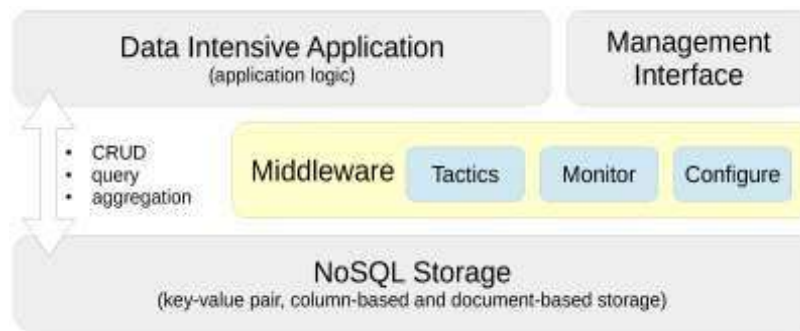 Data Intensive Application
(application logic)
Management
Interface
• CRUD
• query
• aggregation
Middleware
Tactics
Monitor
Configure
NoSQL Storage
(key-value pair, column-based and document-based storage)